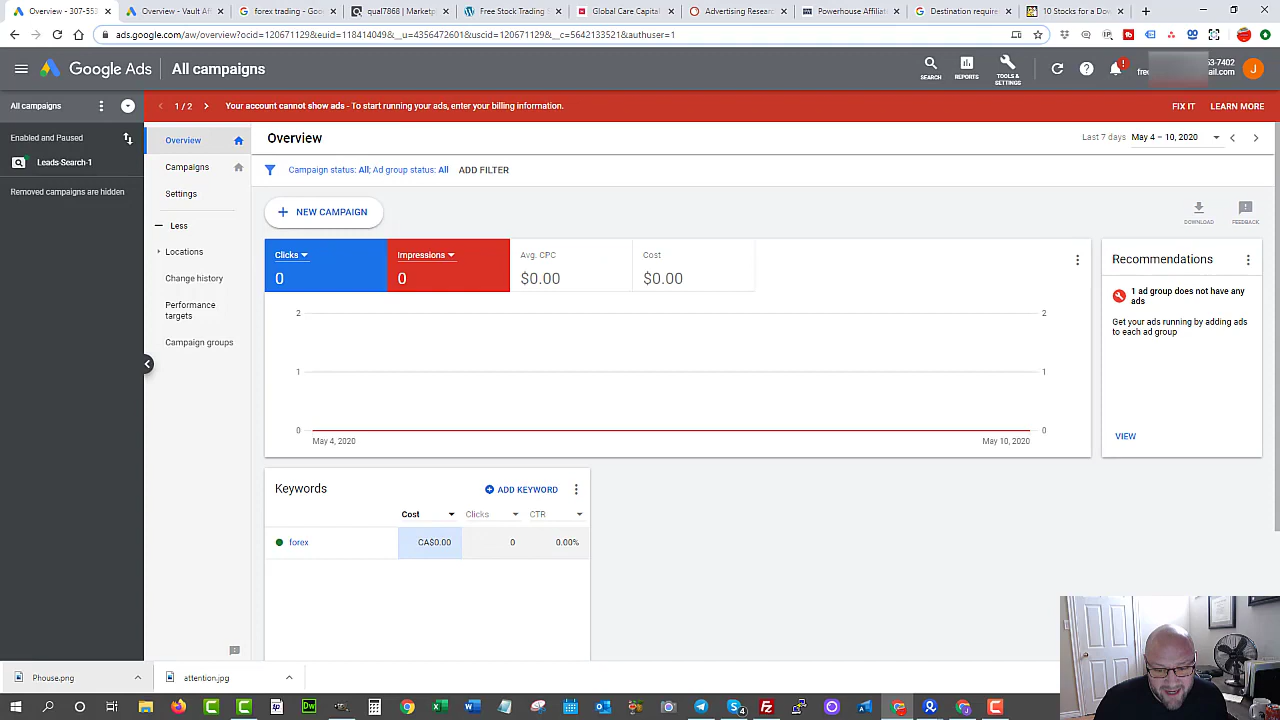 Overview - 307-55
Overview - Vault Af
forex trading - Goo
qual7868 | Marketp
Free Stock Trading
Global Care Capital
Advertising Resear
Powerhouse Affiliat
Destination require
10 Stocks for a Dow
ads.google.com/aw/overview?ocid=120671129&euid=1184140049&__u=4356472601&uscid=120671129&__c=5642133521&authuser=1
Google Ads
All campaigns
SEARCH
REPORTS
TOOLS &
SETTINGS
53-7402
mail.com
J
All campaigns
1 / 2
Your account cannot show ads - To start running your ads, enter your billing information.
FIX IT
LEARN MORE
Enabled and Paused
Leads-Search-1
Removed campaigns are hidden
Overview
Campaigns
Settings
Less
Locations
Change history
Performance
targets
Campaign groups
Overview
Last 7 days
May 4 – 10, 2020
Campaign status: All; Ad group status: All
ADD FILTER
NEW CAMPAIGN
DOWNLOAD
FEEDBACK
Clicks
0
Impressions
0
Avg. CPC
$0.00
Cost
$0.00
2
2
1
1
0
0
May 4, 2020
May 10, 2020
Recommendations
1 ad group does not have any
ads
Get your ads running by adding ads
to each ad group
VIEW
Keywords
ADD KEYWORD
Cost
Clicks
CTR
forex
CA$0.00
0
0.00%
Phouse.png
attention.jpg